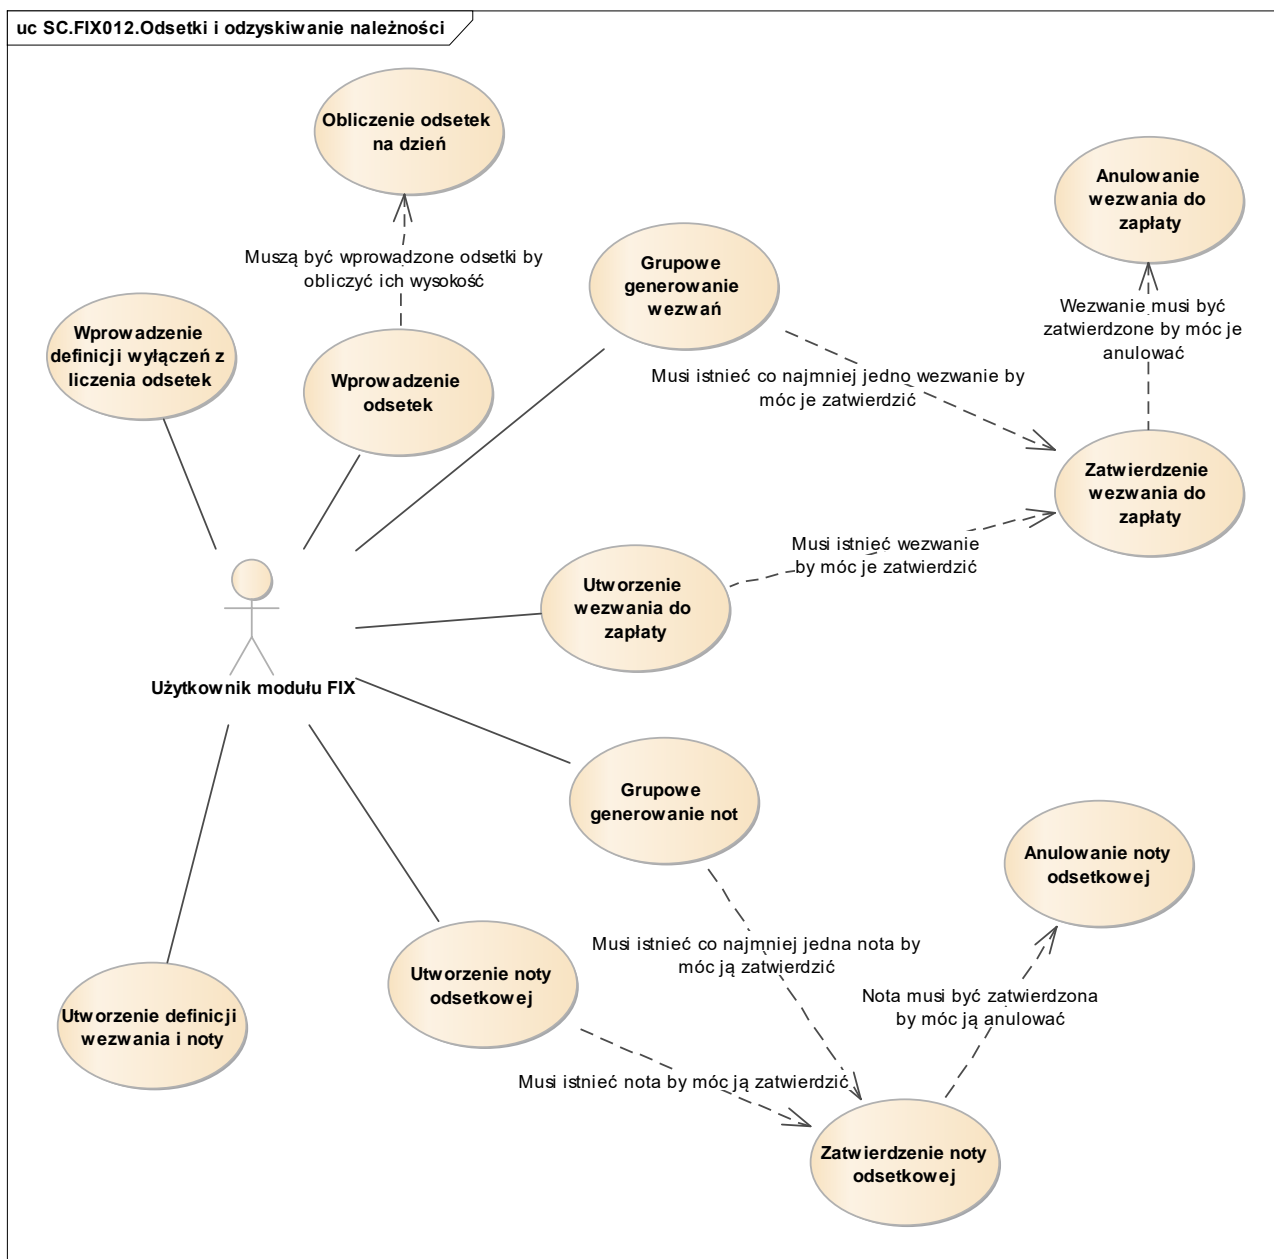 uc SC.FIX012.Odsetki i odzyskiwanie należności
Obliczenie odsetek
na dzień
Anulowanie
wezwania do
zapłaty
Muszą być wprowadzone odsetki by
obliczyć ich wysokość
Grupowe
generowanie
wezwań
Wezwanie musi być
zatwierdzone by móc je
anulować
Wprowadzenie
definicji wyłączeń z
liczenia odsetek
Wprowadzenie
odsetek
Musi istnieć co najmniej jedno wezwanie by
móc je zatwierdzić
Zatwierdzenie
wezwania do
zapłaty
Musi istnieć wezwanie
by móc je zatwierdzić
Utworzenie
wezwania do
zapłaty
Użytkownik modułu FIX
Grupowe
generowanie not
Anulowanie noty
odsetkowej
Musi istnieć co najmniej jedna nota by
móc ją zatwierdzić
Utworzenie noty
odsetkowej
Nota musi być zatwierdzona
by móc ją anulować
Utworzenie definicji
wezwania i noty
Musi istnieć nota by móc ją zatwierdzić
Zatwierdzenie noty
odsetkowej